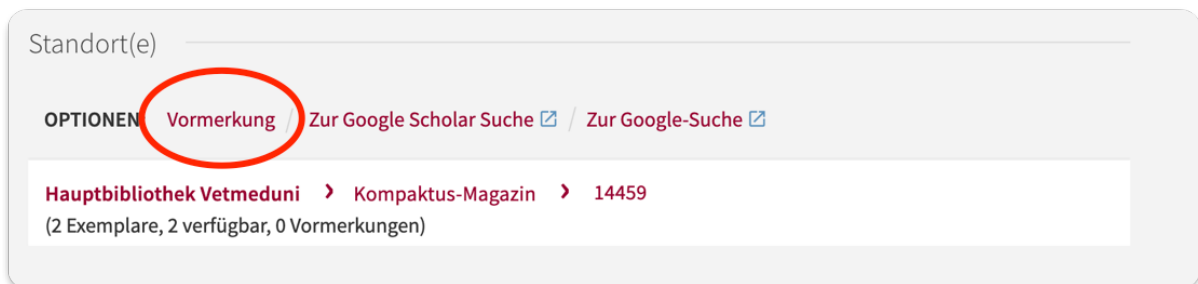 Standort(e)
OPTIONEN Vormerkung / Zur Google Scholar Suche / Zur Google-Suche
Hauptbibliothek Vetmeduni > Kompaktus-Magazin > 14459
(2 Exemplare, 2 verfügbar, 0 Vormerkungen)